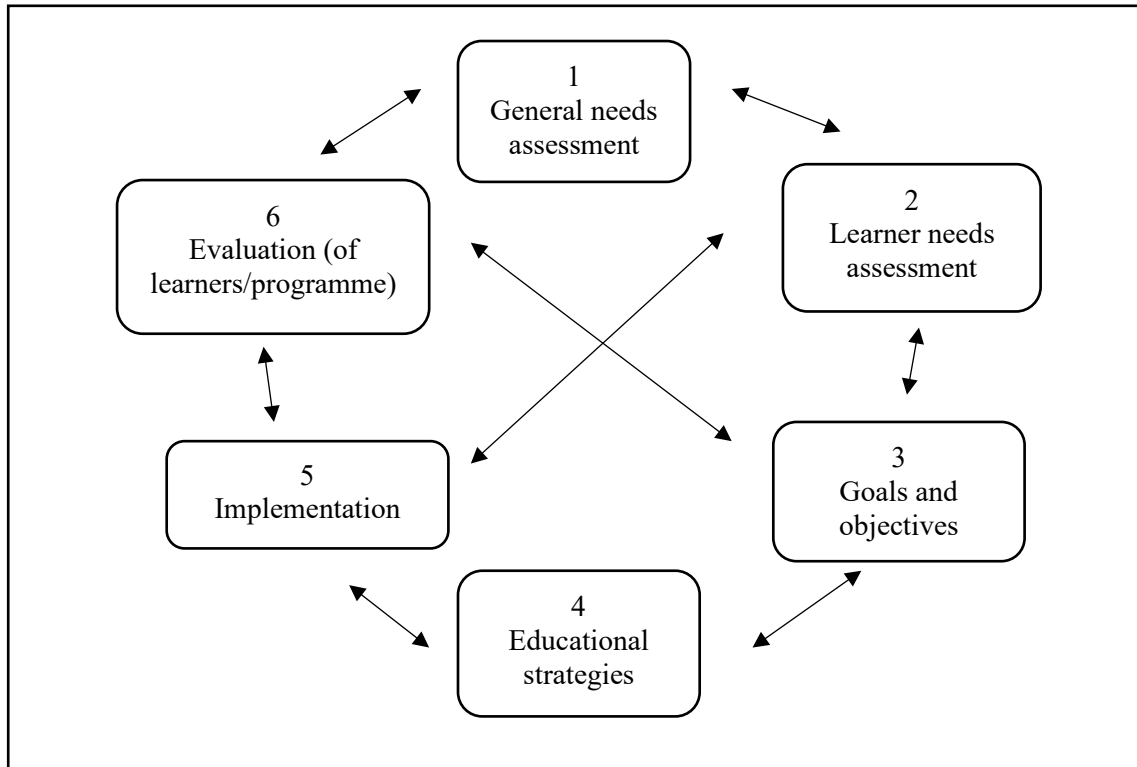 1
General needs
assessment
2
Learner needs
assessment
3
Goals and
objectives
4
Educational
strategies
5
Implementation
6
Evaluation (of
learners/programme)